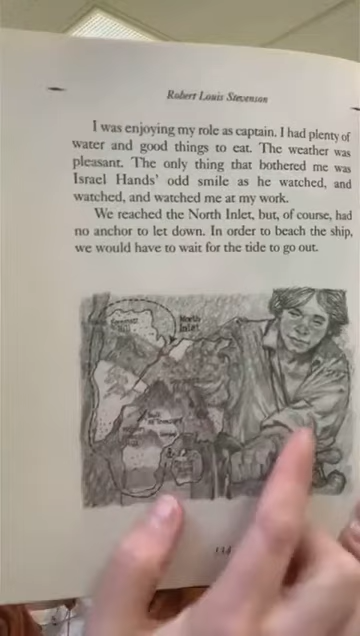 Robert Louis Stevenson
I was enjoying my role as captain. I had plenty of
water and good things to eat. The weather was
pleasant. The only thing that bothered me was
Israel Hands' odd smile as he watched, and
watched, and watched me at my work.
We reached the North Inlet, but, of course, had
no anchor to let down. In order to beach the ship,
we would have to wait for the tide to go out.
North
Inlet